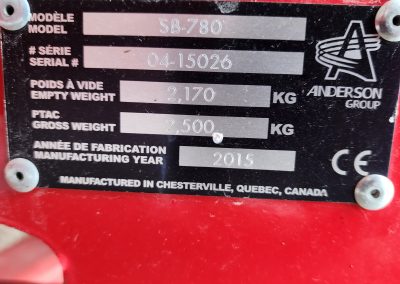 MODÈLE
MODEL SB-780
# SÉRIE
SERIAL # 04-15026
POIDS À VIDE
EMPTY WEIGHT 2,170 KG
PTAC
GROSS WEIGHT 2,500 KG
ANNÉE DE FABRICATION
MANUFACTURING YEAR 2015
ANDERSON
GROUP
CE
MANUFACTURED IN CHESTERVILLE, QUEBEC, CANADA